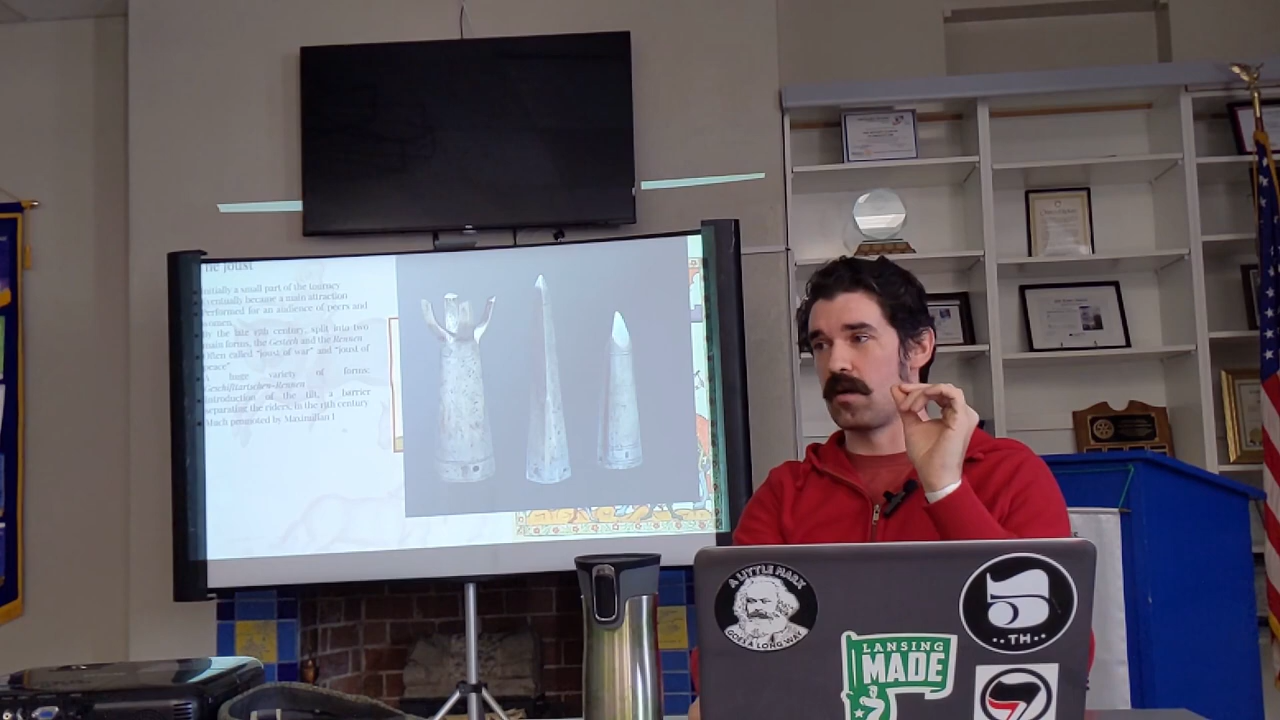 The Joust
Initially a small part of the tourney
Eventually became a main attraction
Performed for an audience of peers and
women.
By the late 15th century, split into two
main forms, the Gestech and the Rennen
Often called "joust of war" and "joust of
peace"
A huge variety of forms:
Geschiftartschen-Rennen
Introduction of the tilt, a barrier
separating the riders, in the 15th century
Much promoted by Maximilian I
A LITTLE MARX
GOES A LONG WAY
LANSING
MADE
5
TH